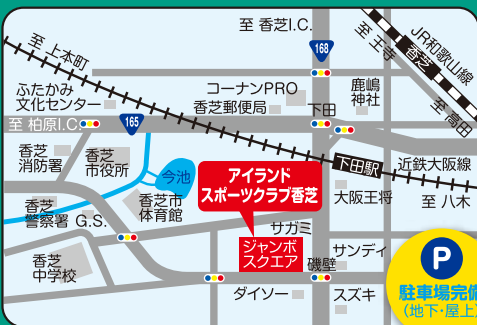 至 香芝I.C.
168
至 王寺
JR和歌山線
香芝
至 高田
至 上本町
コーナンPRO
香芝郵便局
鹿嶋
神社
ふたかみ
文化センター
下田
至 柏原I.C.
165
香芝
消防署
香芝
市役所
今池
下田駅
近鉄大阪線
至 八木
アイランド
スポーツクラブ香芝
大阪王将
香芝
警察署
G.S.
香芝市
体育館
サガミ
ジャンボ
スクエア
サンディ
磯壁
香芝
中学校
ダイソー
スズキ
P
駐車場完備
(地下・屋上)